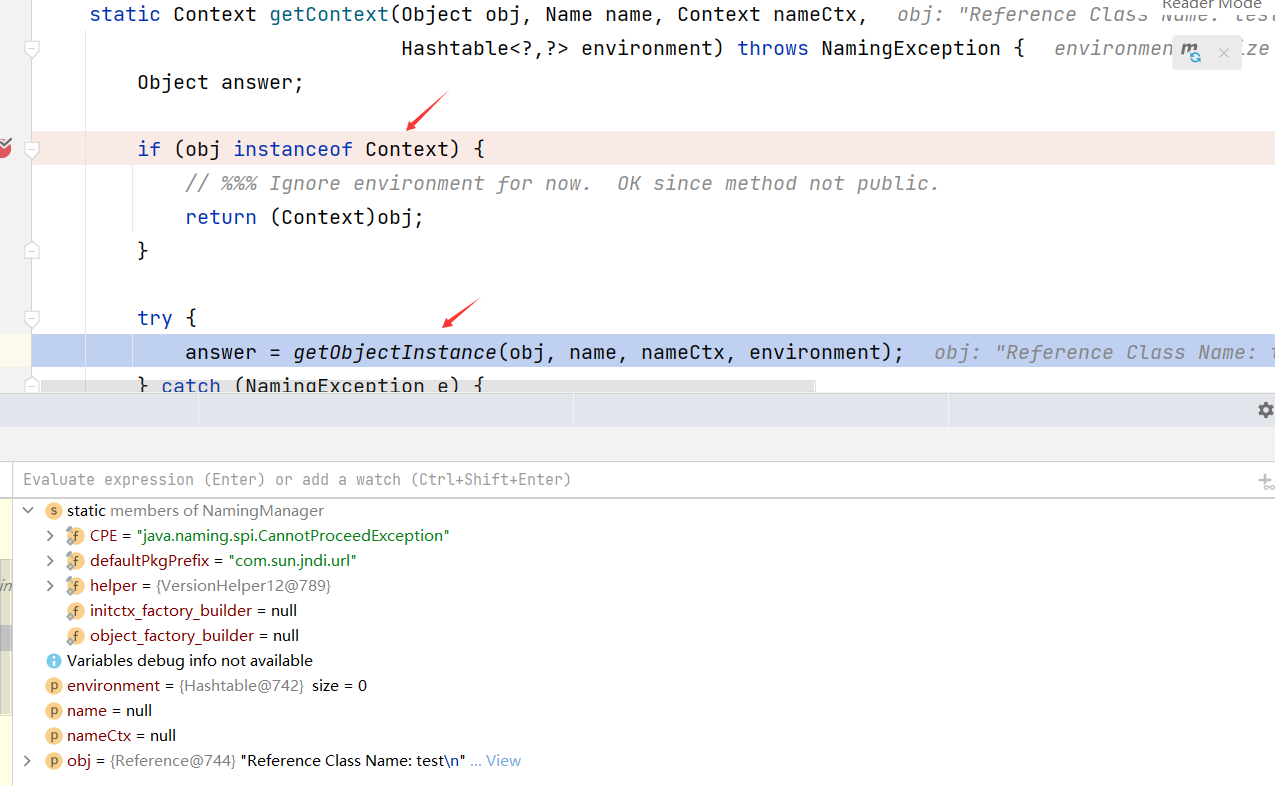 Reader Mode
static Context getContext(Object obj, Name name, Context nameCtx, obj: "Reference Class Name: test
Hashtable<?,?> environment) throws NamingException { environmen
Object answer;
if (obj instanceof Context) {
// %%% Ignore environment for now. OK since method not public.
return (Context)obj;
}
try {
answer = getObjectInstance(obj, name, nameCtx, environment); obj: "Reference Class Name: t
} catch (NamingException e) {
Evaluate expression (Enter) or add a watch (Ctrl+Shift+Enter)
static members of NamingManager
CPE = "java.naming.spi.CannotProceedException"
defaultPkgPrefix = "com.sun.jndi.url"
helper = {VersionHelper12@789}
initctx_factory_builder = null
object_factory_builder = null
Variables debug info not available
environment = {Hashtable@742} size = 0
name = null
nameCtx = null
obj = {Reference@744} "Reference Class Name: test\n" ... View